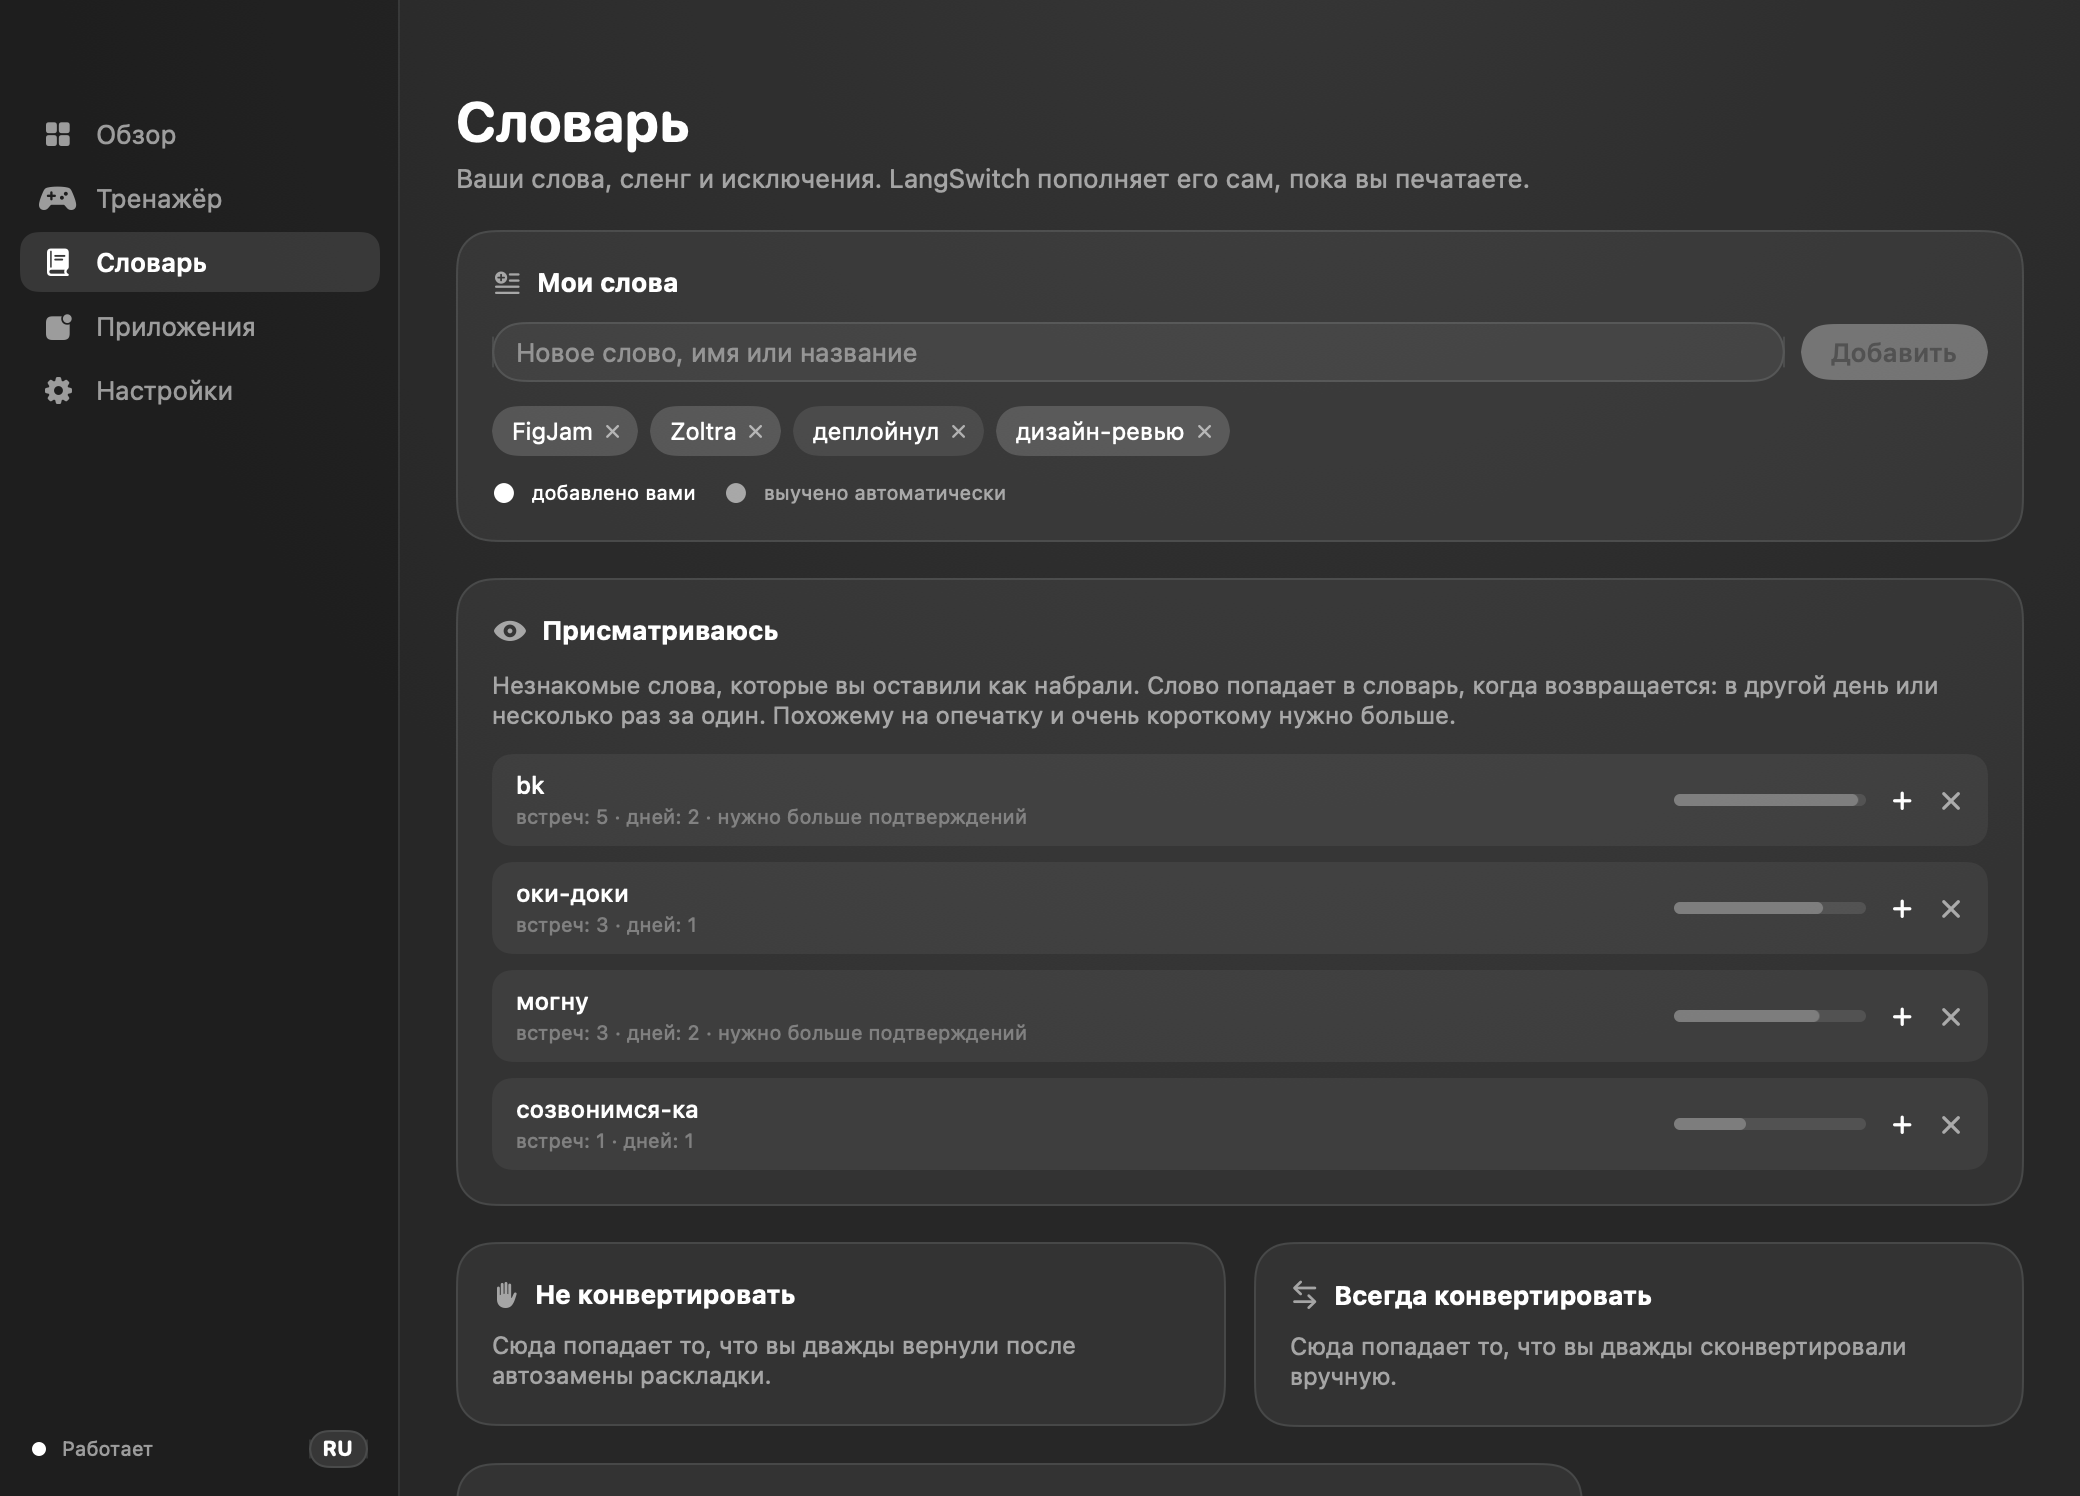 Обзор
Тренажёр
Словарь
Приложения
Настройки
Работает
RU
Словарь
Ваши слова, сленг и исключения. LangSwitch пополняет его сам, пока вы печатаете.
Мои слова
Новое слово, имя или название
Добавить
FigJam × Zoltra × деплойнул × дизайн-ревью ×
добавлено вами выучено автоматически
Присматриваюсь
Незнакомые слова, которые вы оставили как набрали. Слово попадает в словарь, когда возвращается: в другой день или
несколько раз за один. Похожему на опечатку и очень короткому нужно больше.
bk
встреч: 5 · дней: 2 · нужно больше подтверждений
оки-доки
встреч: 3 · дней: 1
могну
встреч: 3 · дней: 2 · нужно больше подтверждений
созвонимся-ка
встреч: 1 · дней: 1
Не конвертировать
Сюда попадает то, что вы дважды вернули после
автозамены раскладки.
Всегда конвертировать
Сюда попадает то, что вы дважды сконвертировали
вручную.